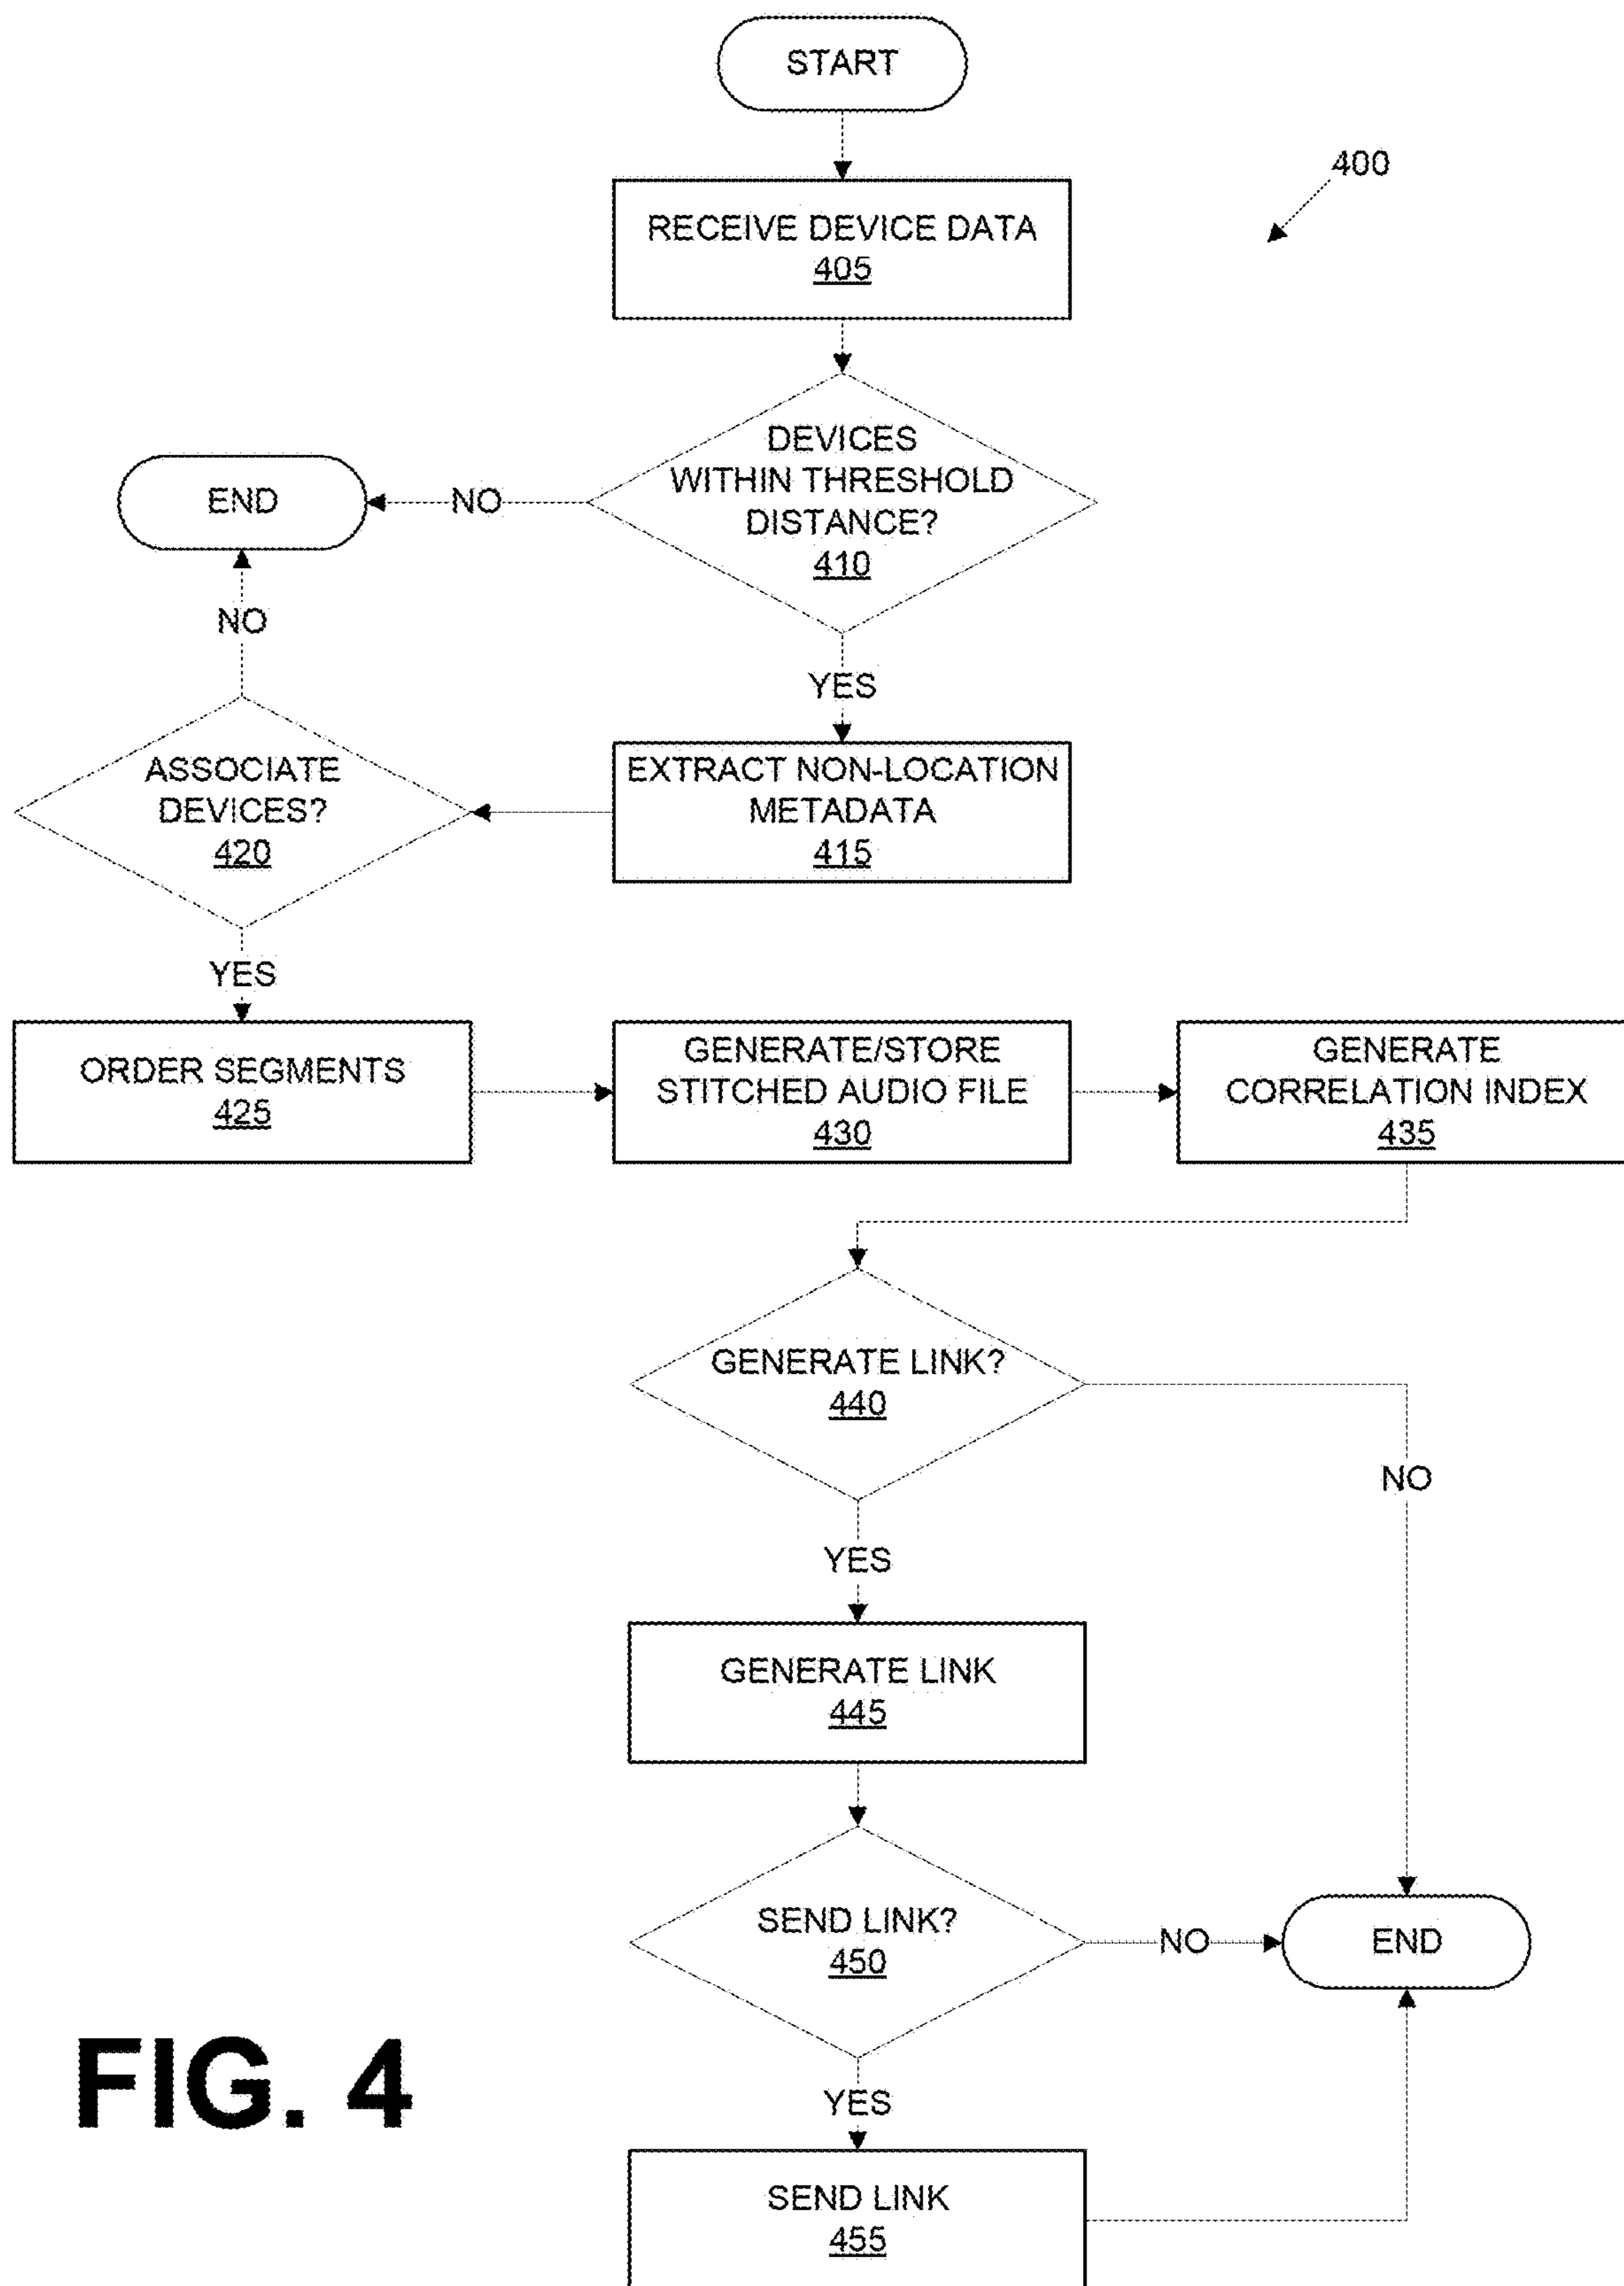 START
400
RECEIVE DEVICE DATA
405
DEVICES
WITHIN THRESHOLD
DISTANCE?
410
NO
END
YES
NO
EXTRACT NON-LOCATION
METADATA
415
ASSOCIATE
DEVICES?
420
YES
ORDER SEGMENTS
425
GENERATE/STORE
STITCHED AUDIO FILE
430
GENERATE
CORRELATION INDEX
435
GENERATE LINK?
440
NO
YES
GENERATE LINK
445
SEND LINK?
450
NO
END
YES
SEND LINK
455
FIG. 4